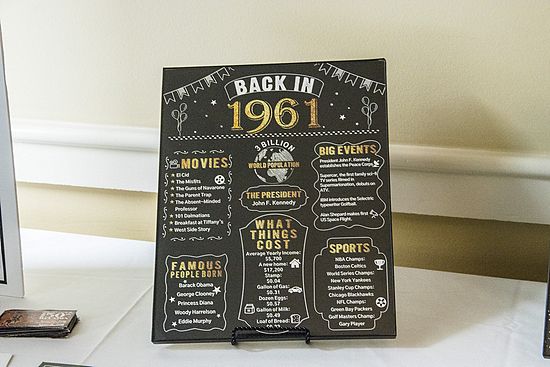 BACK IN
1961
MOVIES
El Cid
The Misfits
The Guns of Navarone
The Parent Trap
The Absent-Minded
Professor
101 Dalmatians
Breakfast at Tiffany's
West Side Story
3 BILLION
WORLD POPULATION
THE PRESIDENT
John F. Kennedy
BIG EVENTS
President John F. Kennedy
establishes the Peace Corps.
Supercar, the first family sci-fi
TV series filmed in
Supermarionation, debuts on
ATV.
IBM introduces the Selectric
typewriter Golfball.
Alan Shepard makes first
US Space Flight.
WHAT
THINGS
COST
Average Yearly Income:
$5,700
A new home:
$17,200
Stamp:
$0.04
Gallon of Gas:
$0.31
Dozen Eggs:
$0.57
Gallon of Milk:
$0.49
Loaf of Bread:
FAMOUS
PEOPLE BORN
Barack Obama
George Clooney
Princess Diana
Woody Harrelson
Eddie Murphy
SPORTS
NBA Champs:
Boston Celtics
World Series Champs:
New York Yankees
Stanley Cup Champs:
Chicago Blackhawks
NFL Champs:
Green Bay Packers
Golf Masters Champ:
Gary Player